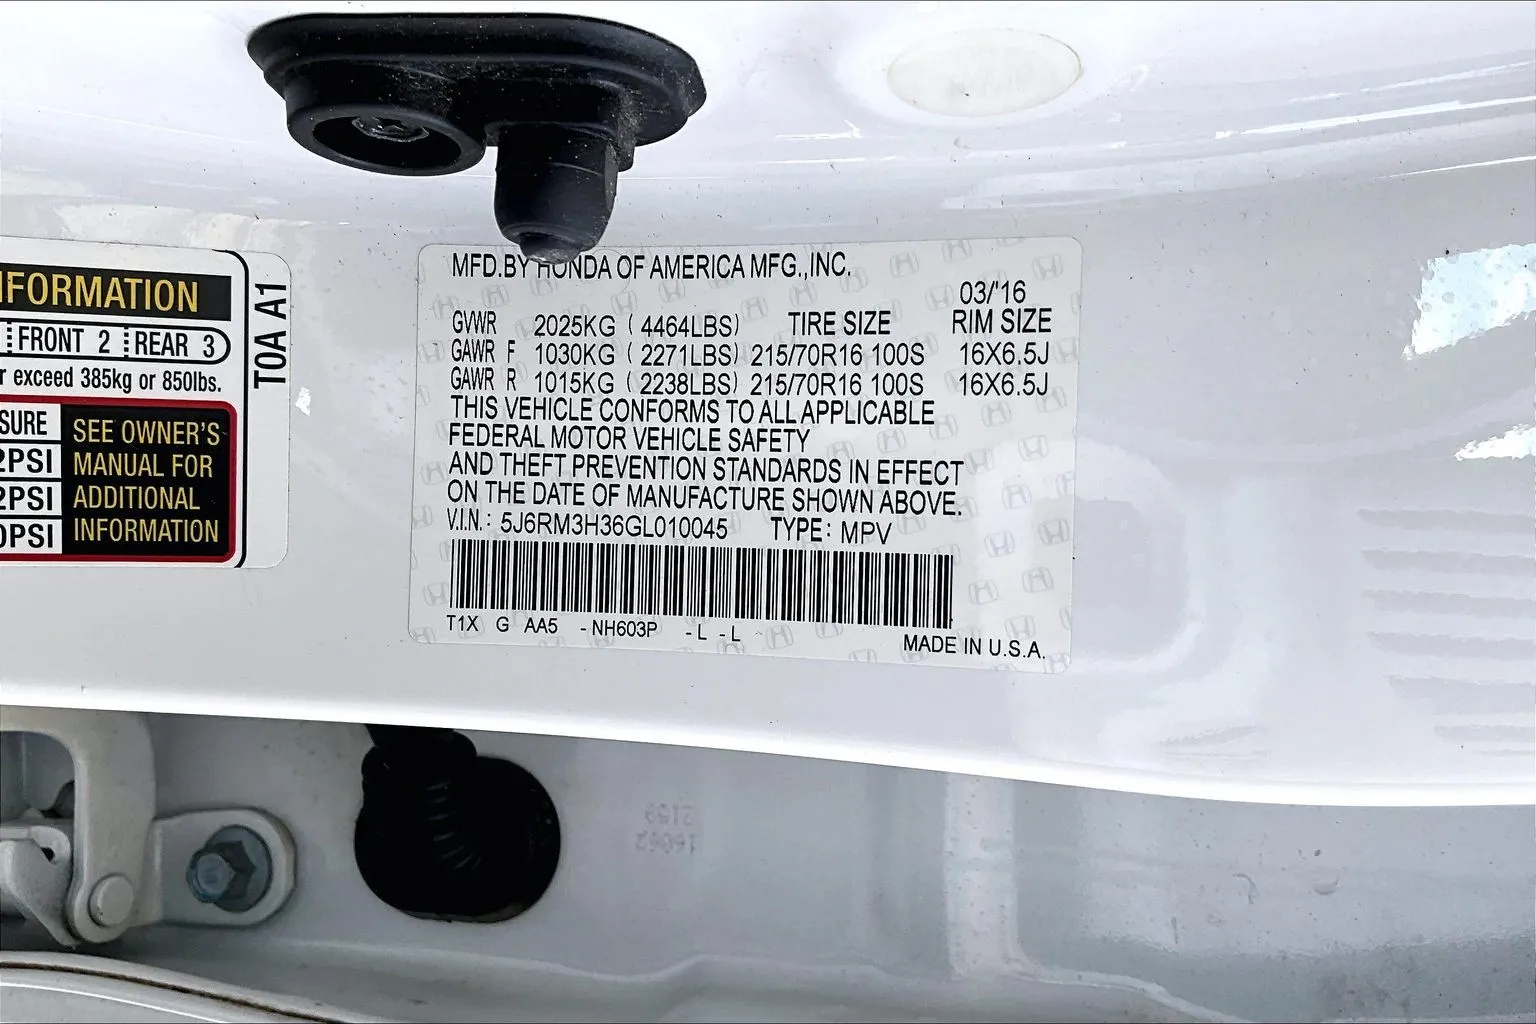 NFORMATION
FRONT 2 REAR 3
r exceed 385kg or 850lbs.
SURE
2PSI
2PSI
0PSI
SEE OWNER'S
MANUAL FOR
ADDITIONAL
INFORMATION
T0A A1
MFD.BY HONDA OF AMERICA MFG.,INC.
03/'16
GVWR 2025KG ( 4464LBS) TIRE SIZE RIM SIZE
GAWR F 1030KG ( 2271LBS) 215/70R16 100S 16X6.5J
GAWR R 1015KG ( 2238LBS) 215/70R16 100S 16X6.5J
THIS VEHICLE CONFORMS TO ALL APPLICABLE
FEDERAL MOTOR VEHICLE SAFETY
AND THEFT PREVENTION STANDARDS IN EFFECT
ON THE DATE OF MANUFACTURE SHOWN ABOVE.
V.I.N.: 5J6RM3H36GL010045 TYPE: MPV
T1X G AA5 -NH603P -L -L
MADE IN U.S.A.